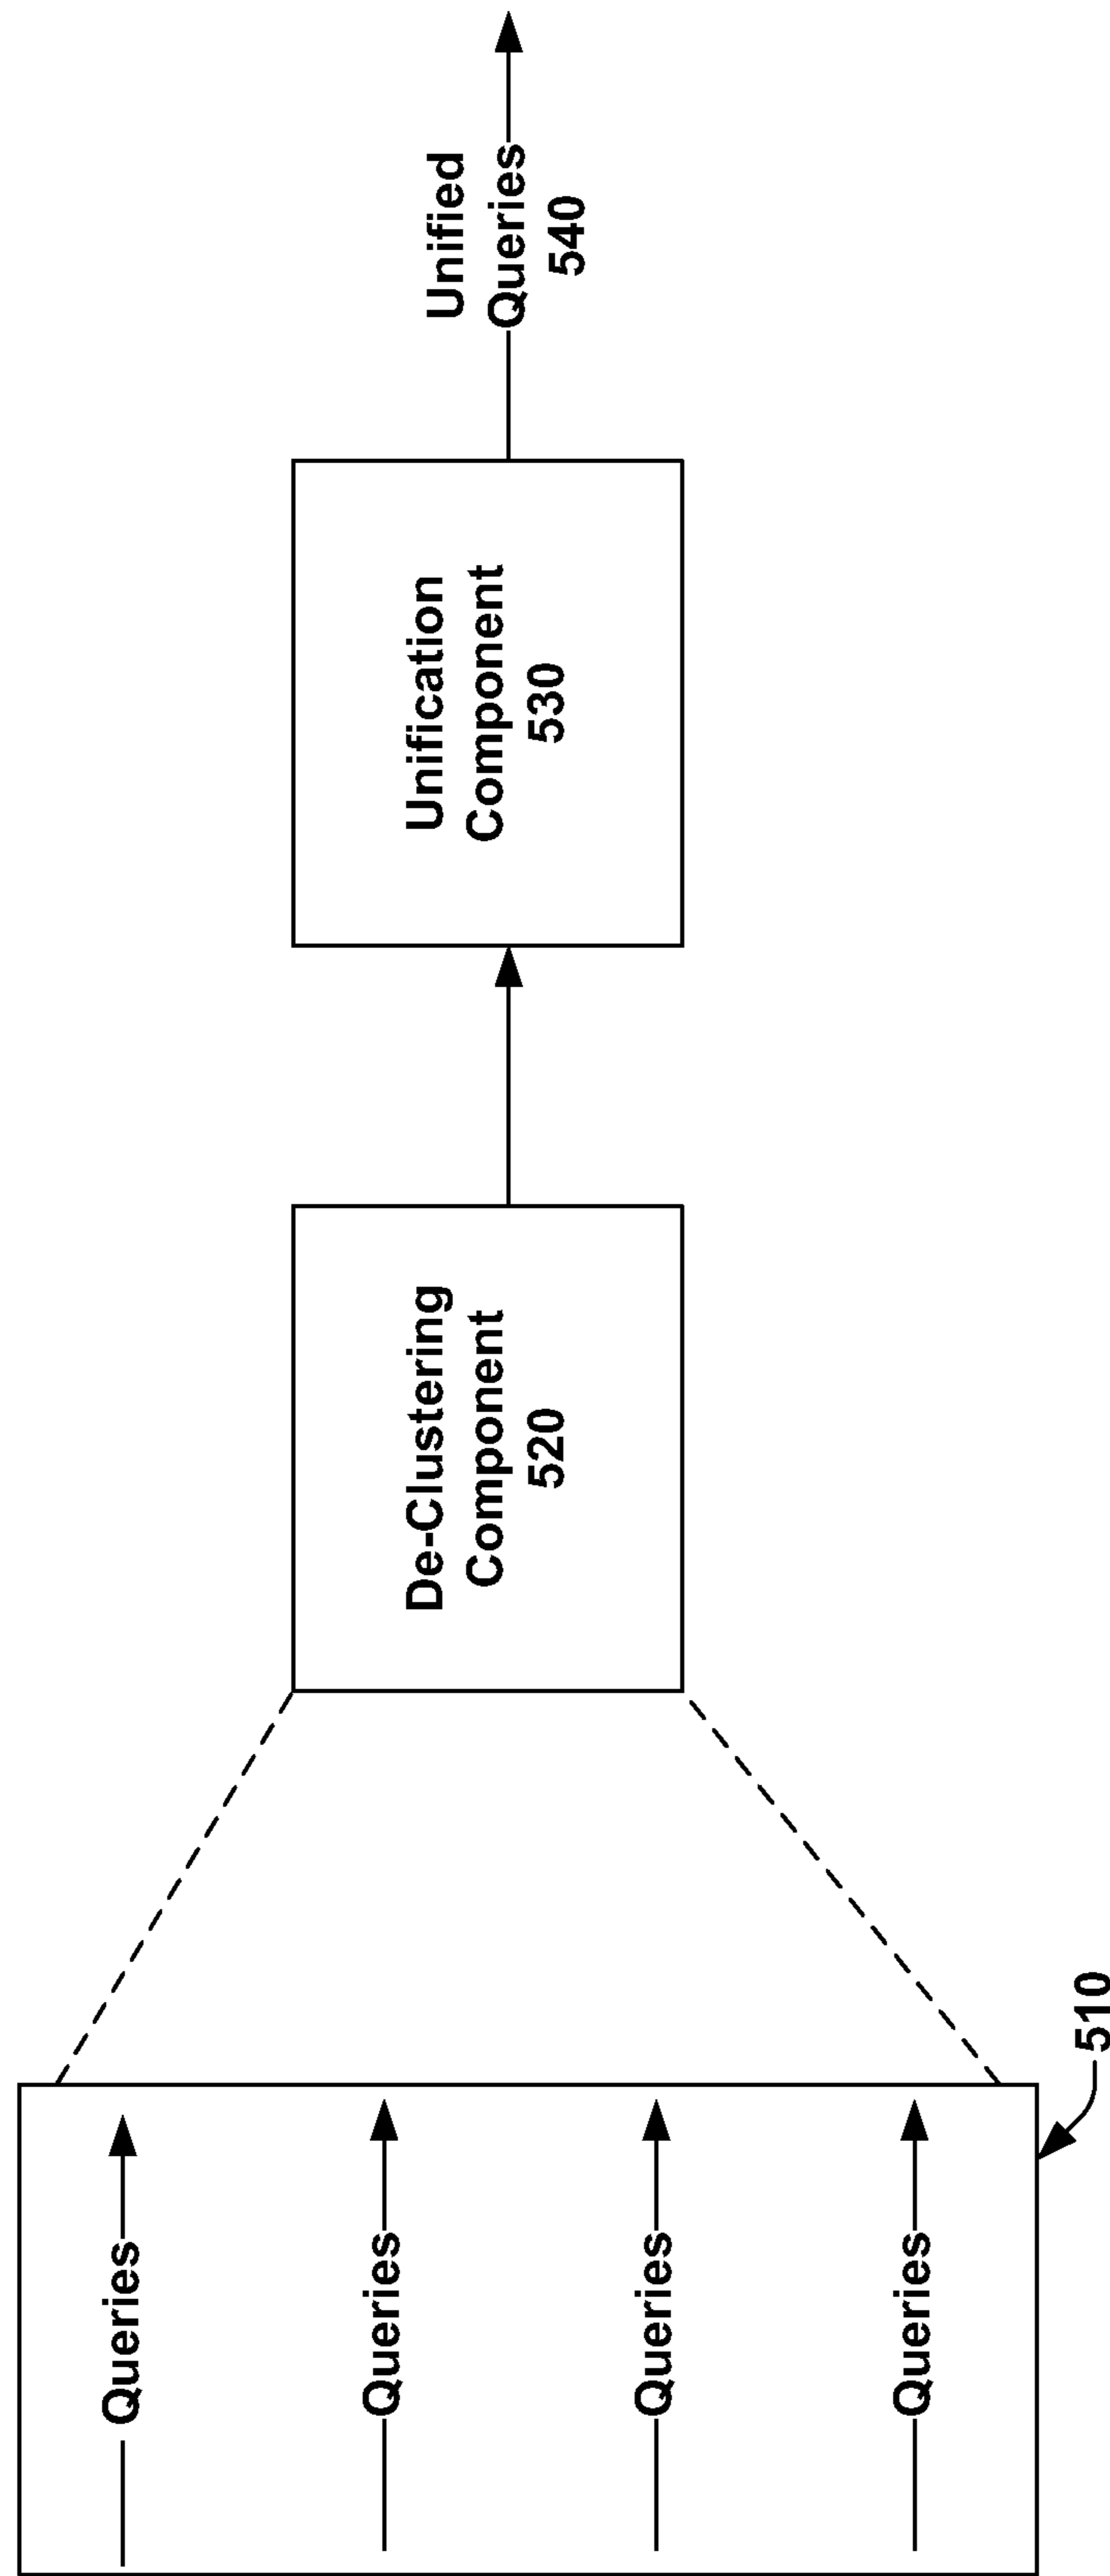 Queries
Queries
Queries
Queries
510
De-Clustering
Component
520
Unification
Component
530
Unified
Queries
540